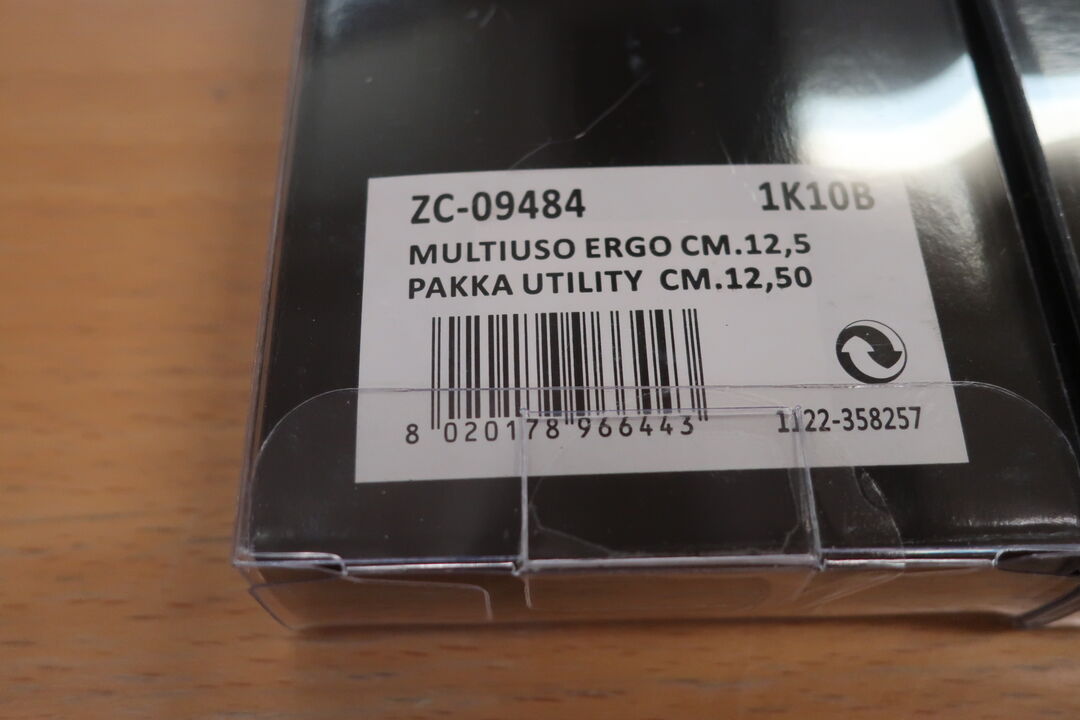 ZC-09484 1K10B
MULTIUSO ERGO CM.12,5
PAKKA UTILITY CM.12,50
8 020178 966443 1122-358257